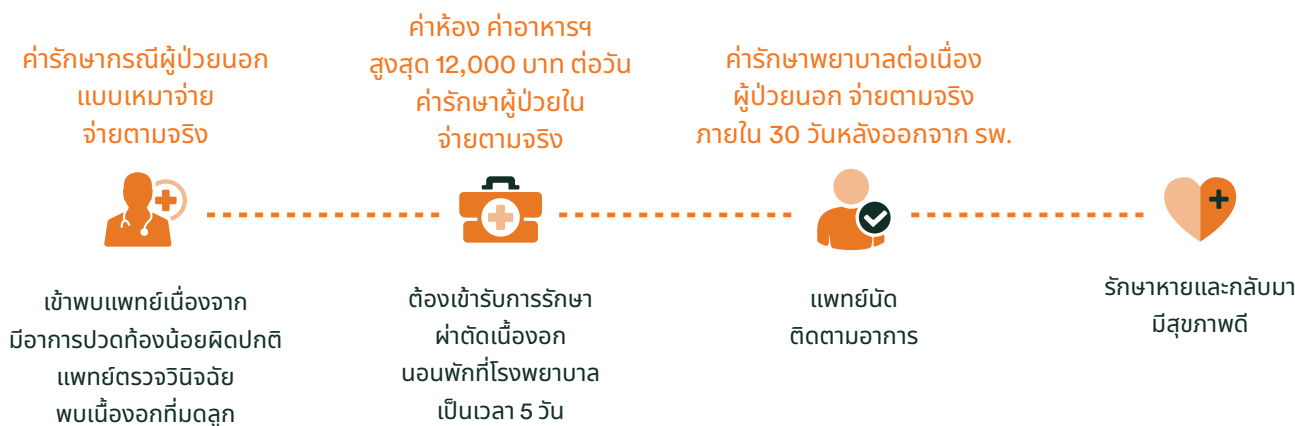 ค่ารักษากรณีผู้ป่วยนอก
แบบเหมาจ่าย
จ่ายตามจริง
ค่าห้อง ค่าอาหารฯ
สูงสุด 12,000 บาท ต่อวัน
ค่ารักษาผู้ป่วยใน
จ่ายตามจริง
ค่ารักษาพยาบาลต่อเนื่อง
ผู้ป่วยนอก จ่ายตามจริง
ภายใน 30 วันหลังออกจาก รพ.
เข้าพบแพทย์เนื่องจาก
มีอาการปวดท้องน้อยผิดปกติ
แพทย์ตรวจวินิจฉัย
พบเนื้องอกที่มดลูก
ต้องเข้ารับการรักษา
ผ่าตัดเนื้องอก
นอนพักที่โรงพยาบาล
เป็นเวลา 5 วัน
แพทย์นัด
ติดตามอาการ
รักษาหายและกลับมา
มีสุขภาพดี